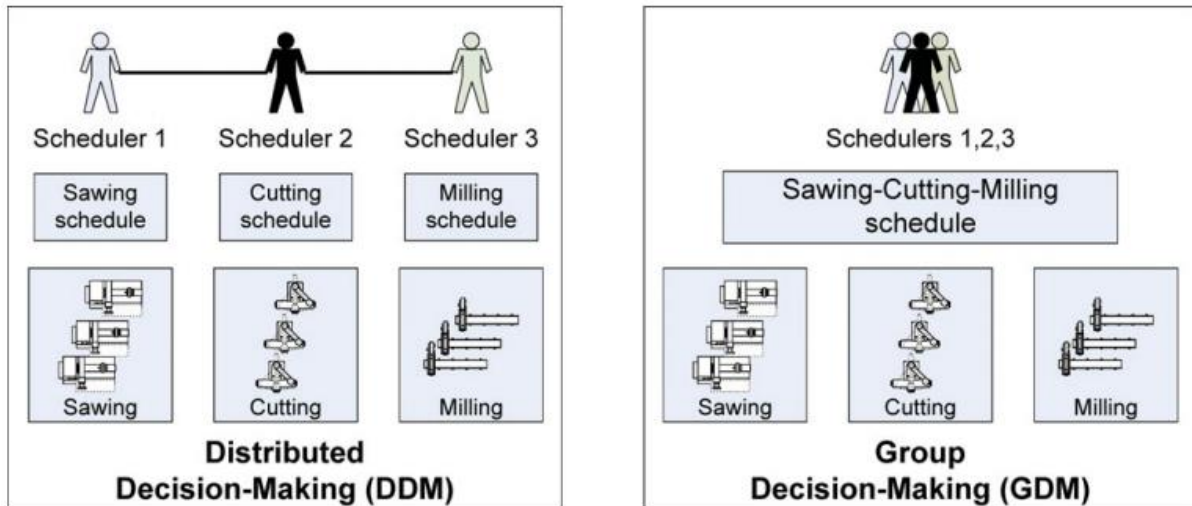 Scheduler 1
Scheduler 2
Scheduler 3
Sawing
schedule
Cutting
schedule
Milling
schedule
Sawing
Cutting
Milling
Distributed
Decision-Making (DDM)
Schedulers 1,2,3
Sawing-Cutting-Milling
schedule
Sawing
Cutting
Milling
Group
Decision-Making (GDM)